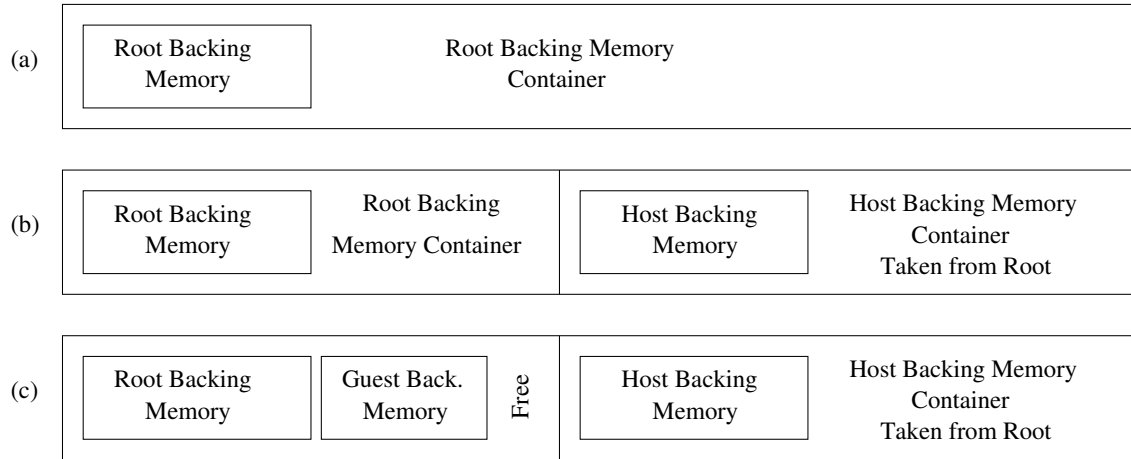 (a)
Root Backing
Memory
Root Backing Memory
Container
(b)
Root Backing
Memory
Root Backing
Memory Container
Host Backing
Memory
Host Backing Memory
Container
Taken from Root
(c)
Root Backing
Memory
Guest Back.
Memory
Free
Host Backing
Memory
Host Backing Memory
Container
Taken from Root